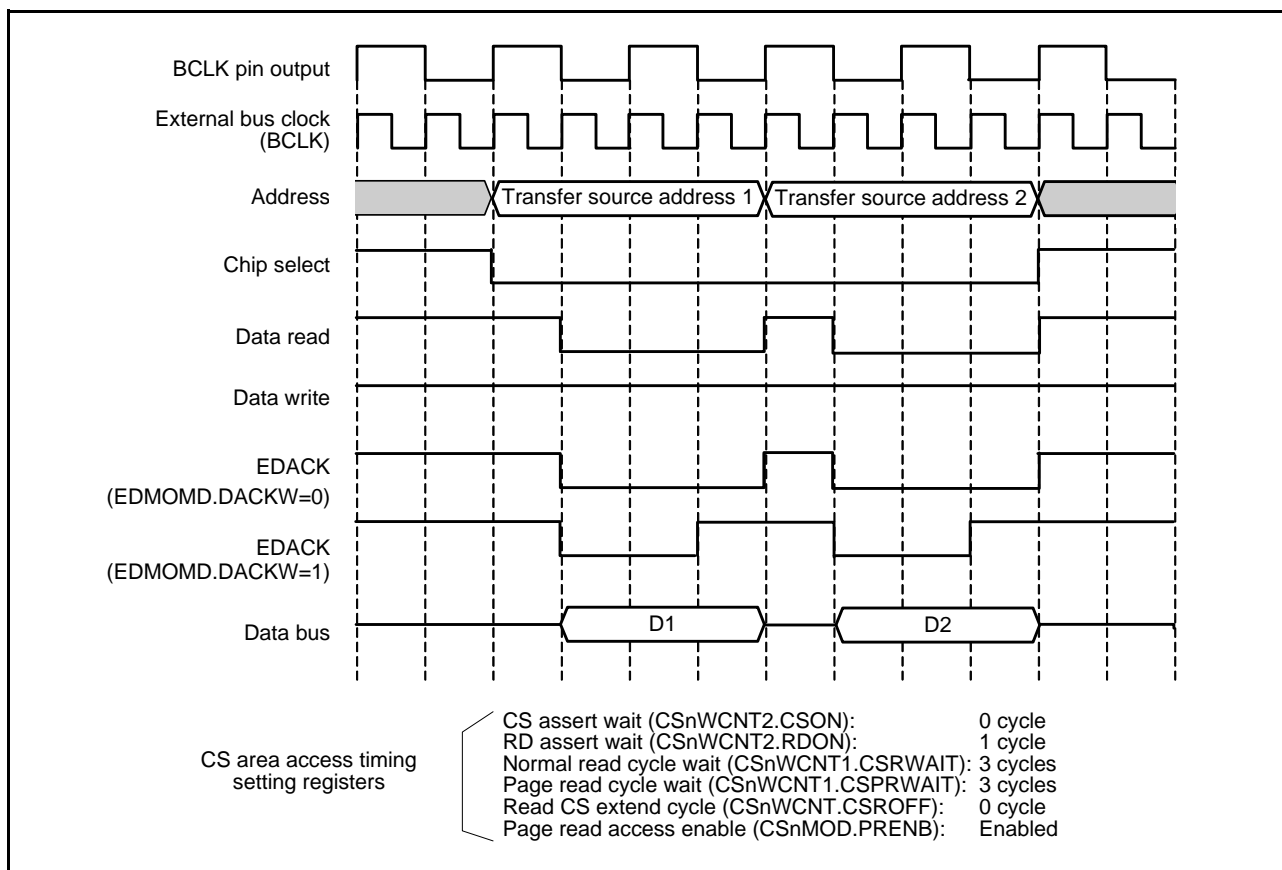 BCLK pin output
External bus clock
(BCLK)
Address
Transfer source address 1
Transfer source address 2
Chip select
Data read
Data write
EDACK
(EDMOMD.DACKW=0)
EDACK
(EDMOMD.DACKW=1)
Data bus
D1
D2
CS area access timing
setting registers
CS assert wait (CSnWCNT2.CSON): 0 cycle
RD assert wait (CSnWCNT2.RDON): 1 cycle
Normal read cycle wait (CSnWCNT1.CSRWAIT): 3 cycles
Page read cycle wait (CSnWCNT1.CSPRWAIT): 3 cycles
Read CS extend cycle (CSnWCNT.CSROFF): 0 cycle
Page read access enable (CSnMOD.PRENB): Enabled